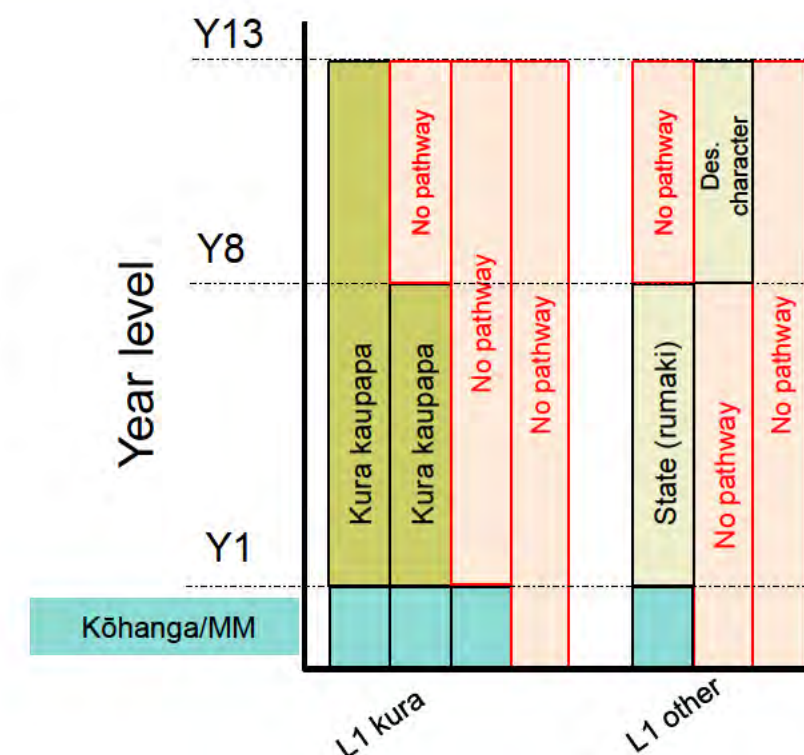 Y13
Y8
Y1
Year level
Kōhanga/MM
Kura kaupapa
Kura kaupapa
No pathway
No pathway
No pathway
State (rumaki)
No pathway
Des.
character
No pathway
No pathway
L1 kura
L1 other